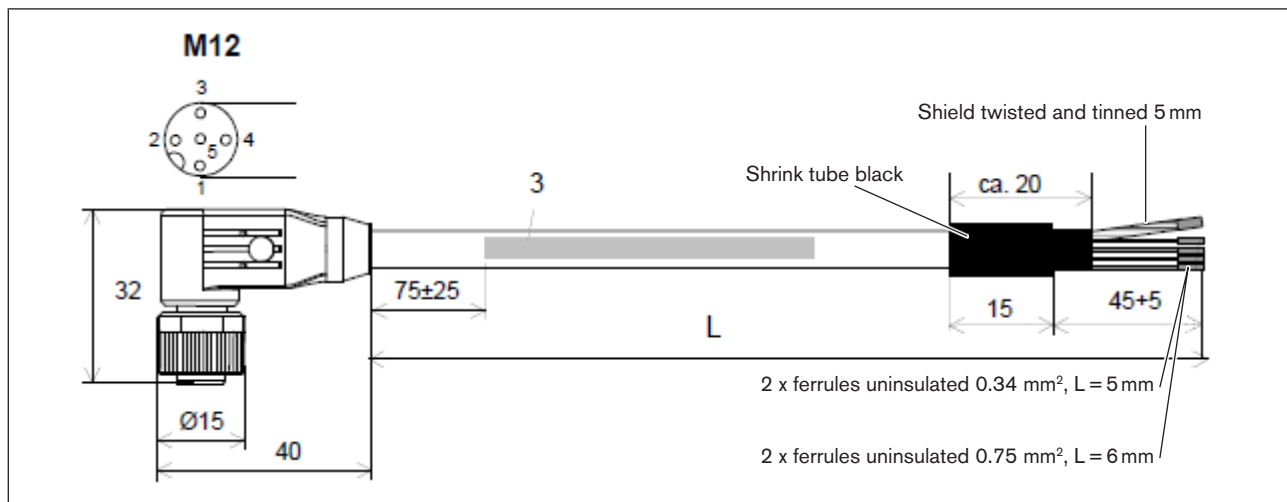 M12
3
2
5
4
1
Shield twisted and tinned 5 mm
Shrink tube black
ca. 20
3
32
75±25
15
45+5
L
2 x ferrules uninsulated 0.34 mm², L = 5 mm
Ø15
40
2 x ferrules uninsulated 0.75 mm², L = 6 mm